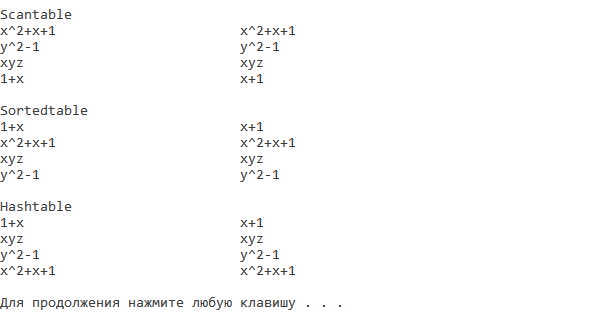 Scantable
x^2+x+1 x^2+x+1
y^2-1 y^2-1
xyz xyz
1+x x+1
Sortedtable
1+x x+1
x^2+x+1 x^2+x+1
xyz xyz
y^2-1 y^2-1
Hashtable
1+x x+1
xyz xyz
y^2-1 y^2-1
x^2+x+1 x^2+x+1
Для продолжения нажмите любую клавишу . . .